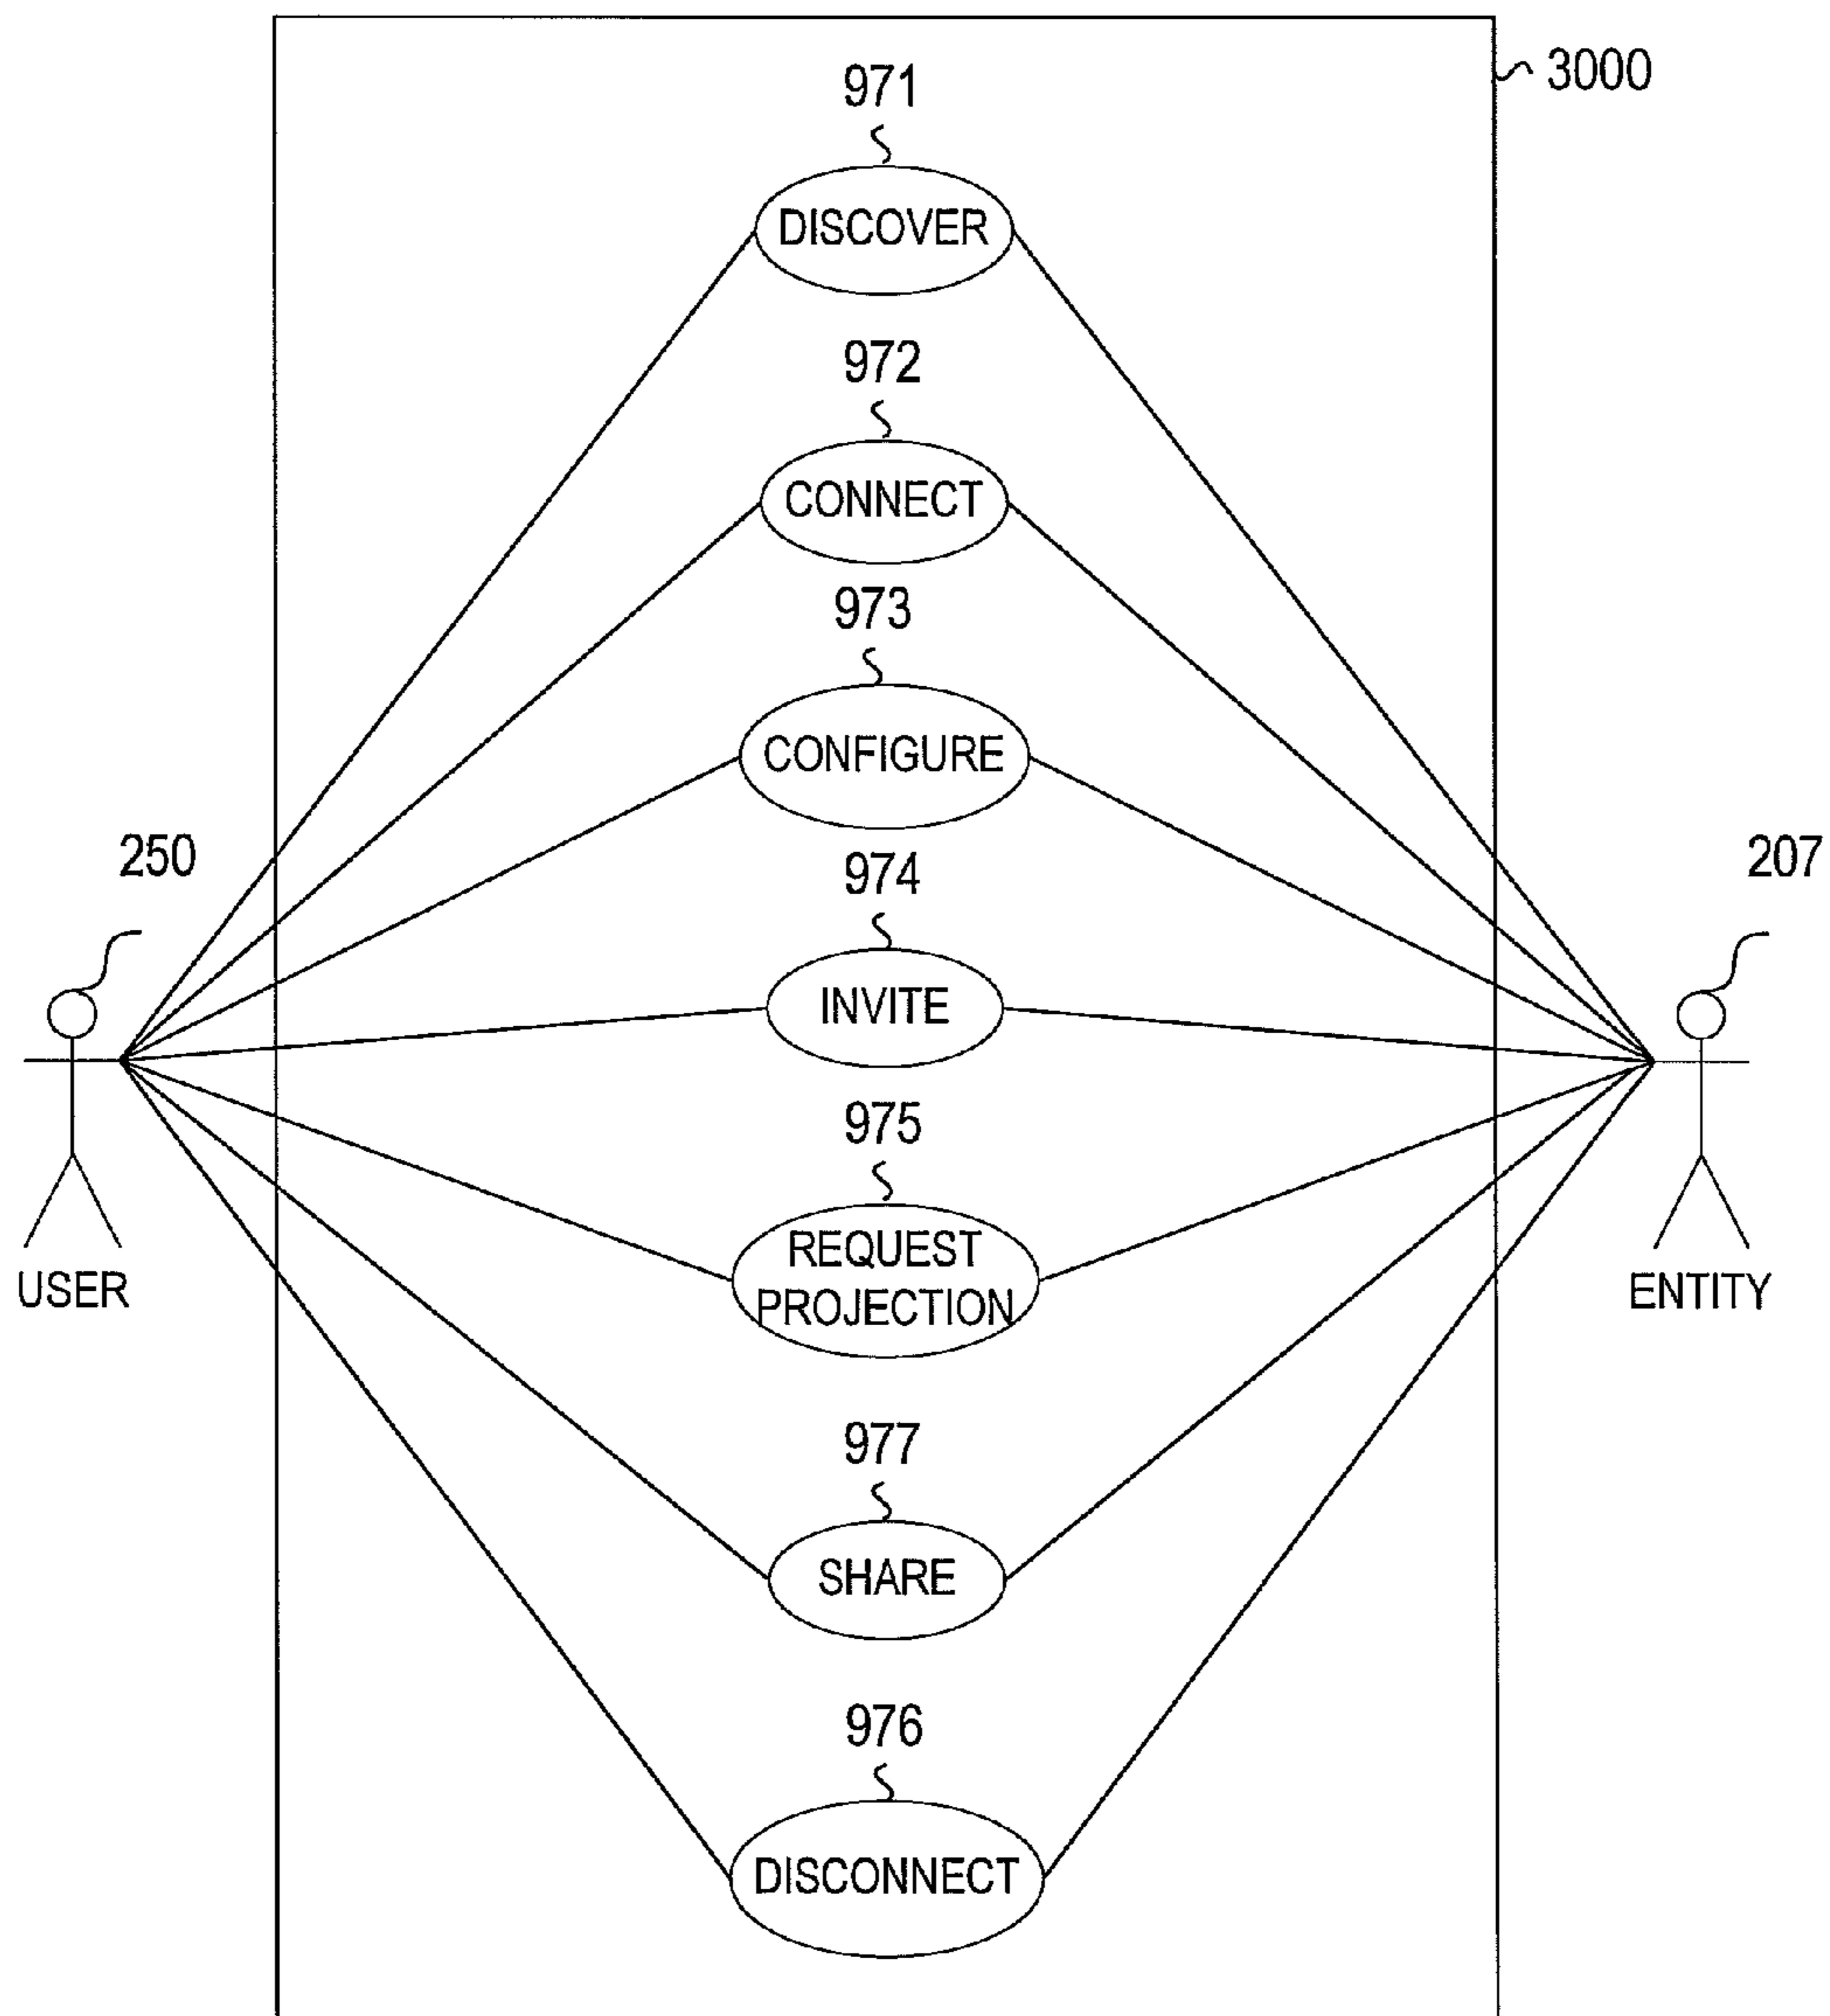 3000
971
DISCOVER
972
CONNECT
973
CONFIGURE
250
974
207
INVITE
975
REQUEST
PROJECTION
USER
ENTITY
977
SHARE
976
DISCONNECT